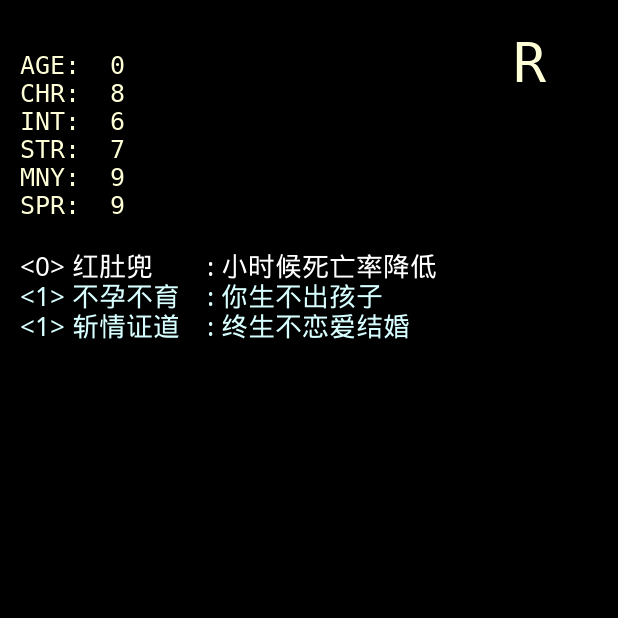 R
AGE: 0
CHR: 8
INT: 6
STR: 7
MNY: 9
SPR: 9
<0> 红肚兜 : 小时候死亡率降低
<1> 不孕不育 : 你生不出孩子
<1> 斩情证道 : 终生不恋爱结婚